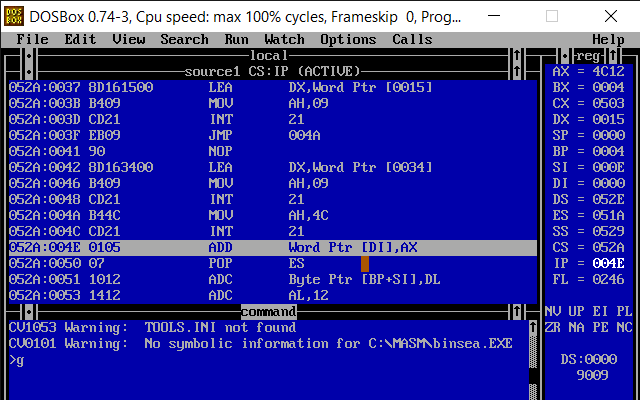 DOSBox 0.74-3, Cpu speed: max 100% cycles, Frameskip 0, Prog...
File Edit View Search Run Watch Options Calls Help
local
source1 CS:IP (ACTIVE)
052A:0037 8D161500 LEA DX,Word Ptr [0015]
052A:003B B409 MOV AH,09
052A:003D CD21 INT 21
052A:003F EB09 JMP 004A
052A:0041 90 NOP
052A:0042 8D163400 LEA DX,Word Ptr [0034]
052A:0046 B409 MOV AH,09
052A:0048 CD21 INT 21
052A:004A B44C MOV AH,4C
052A:004C CD21 INT 21
052A:004E 0105 ADD Word Ptr [DI],AX
052A:0050 07 POP ES
052A:0051 1012 ADC Byte Ptr [BP+SI],DL
052A:0053 1412 ADC AL,12
command
CV1053 Warning: TOOLS.INI not found
CV0101 Warning: No symbolic information for C:\MASM\binsea.EXE
>g
reg
AX = 4C12
BX = 0004
CX = 0503
DX = 0015
SP = 0000
BP = 0004
SI = 000E
DI = 0000
DS = 052E
ES = 051A
SS = 0529
CS = 052A
IP = 004E
FL = 0246
NV UP EI PL
ZR NA PE NC
DS:0000
9009